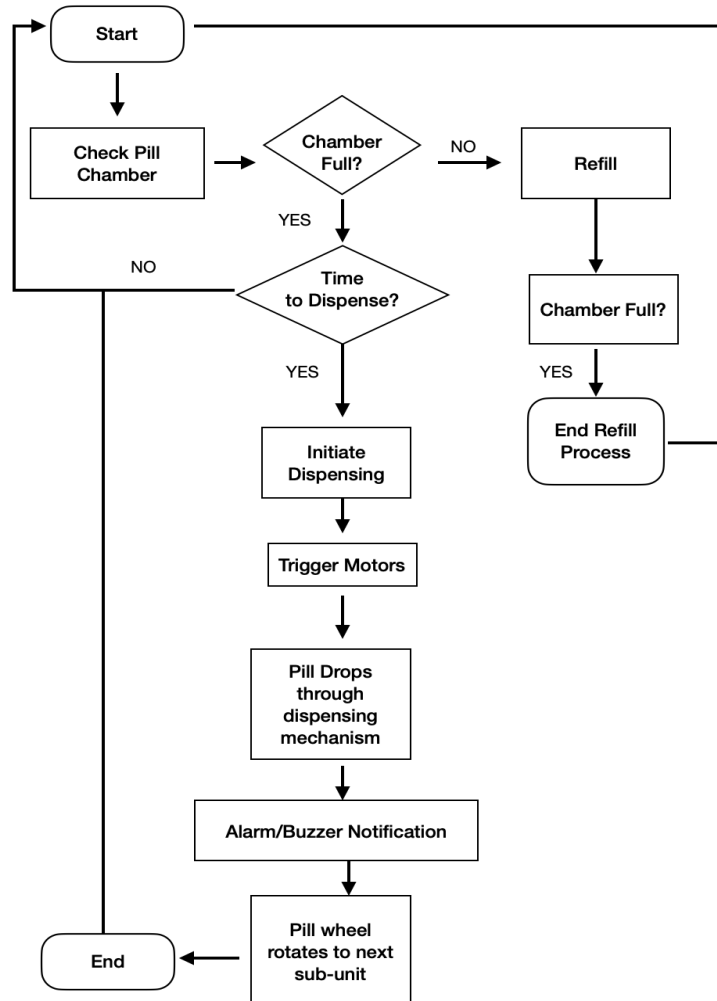 Start
Check Pill
Chamber
Chamber
Full?
NO
Refill
YES
NO
Time
to Dispense?
Chamber Full?
YES
YES
End Refill
Process
Initiate
Dispensing
Trigger Motors
Pill Drops
through
dispensing
mechanism
Alarm/Buzzer Notification
Pill wheel
rotates to next
sub-unit
End